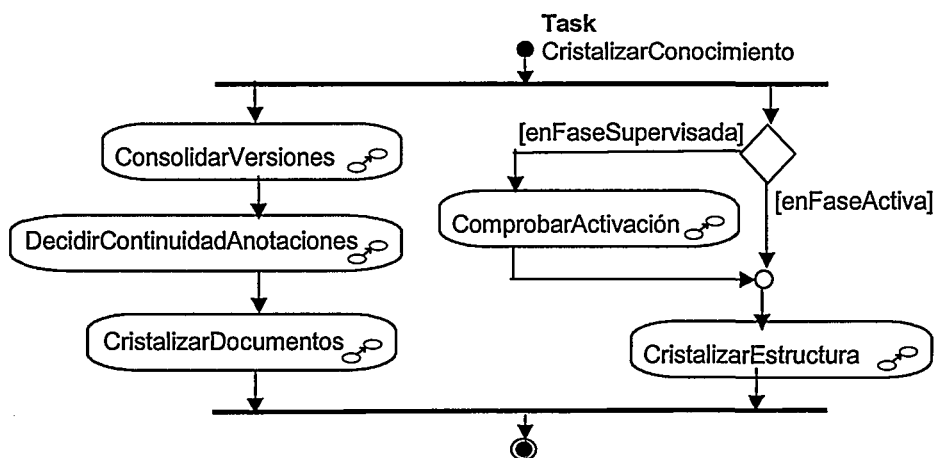 Task
CristalizarConocimiento
[enFaseSupervisada]
ConsolidarVersiones
[enFaseActiva]
ComprobarActivación
DecidirContinuidadAnotaciones
CristalizarDocumentos
CristalizarEstructura